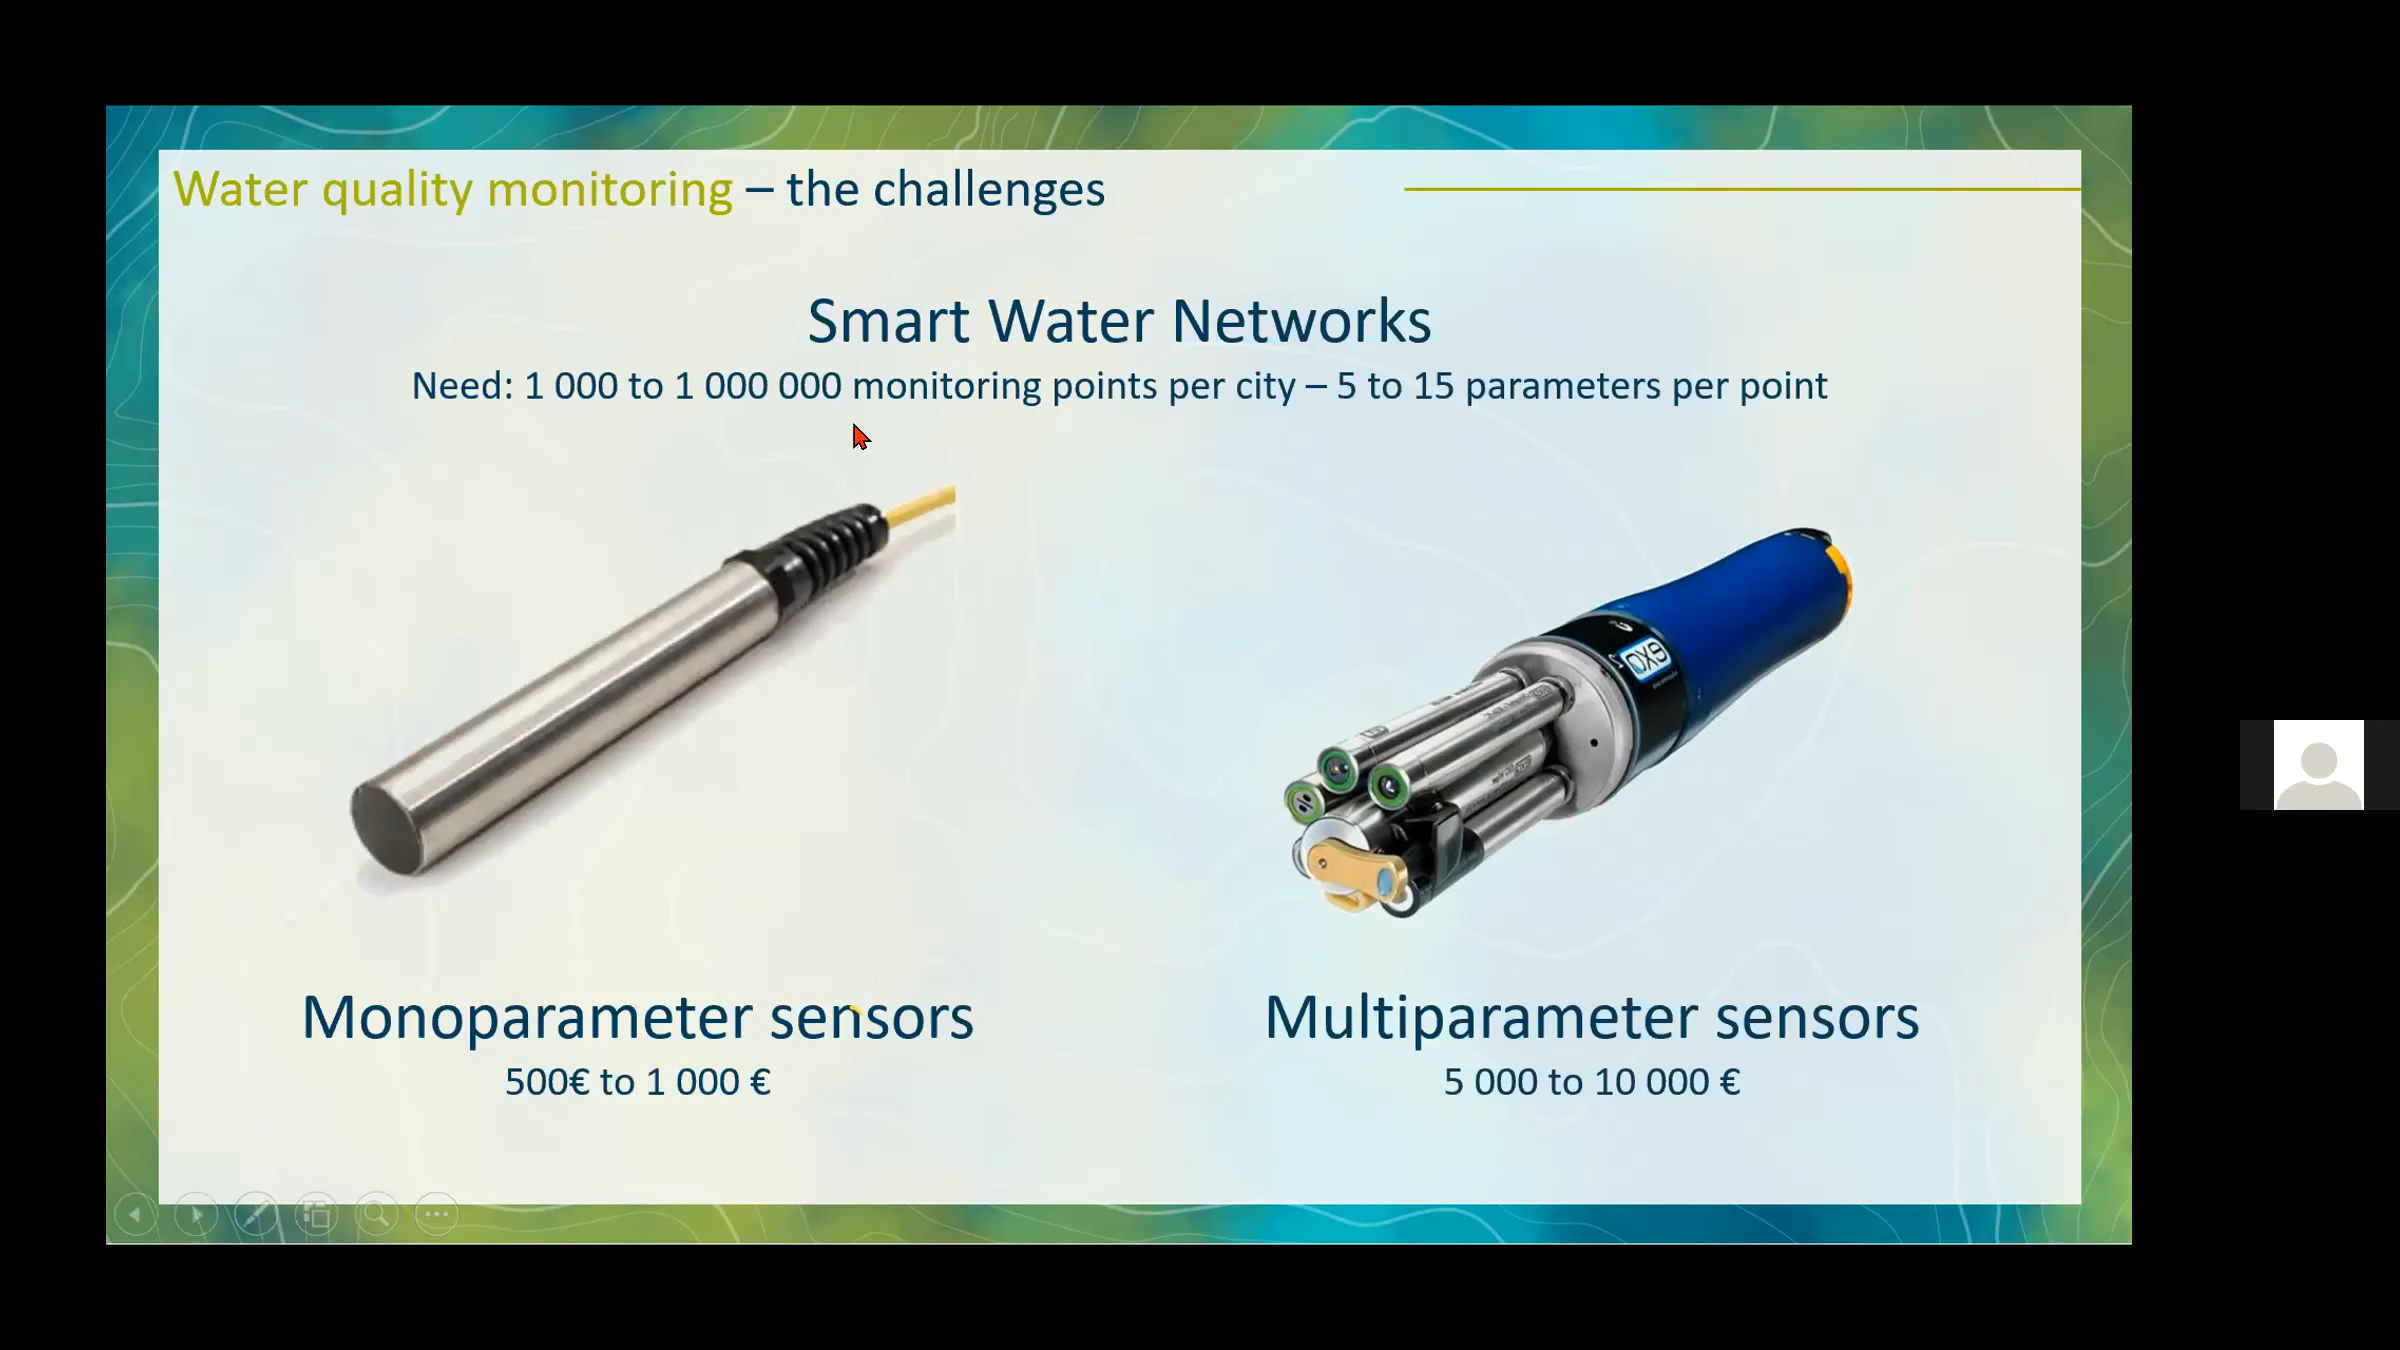 Water quality monitoring – the challenges
Smart Water Networks
Need: 1 000 to 1 000 000 monitoring points per city – 5 to 15 parameters per point
EXO
Monoparameter sensors
Multiparameter sensors
500€ to 1 000 €
5 000 to 10 000 €